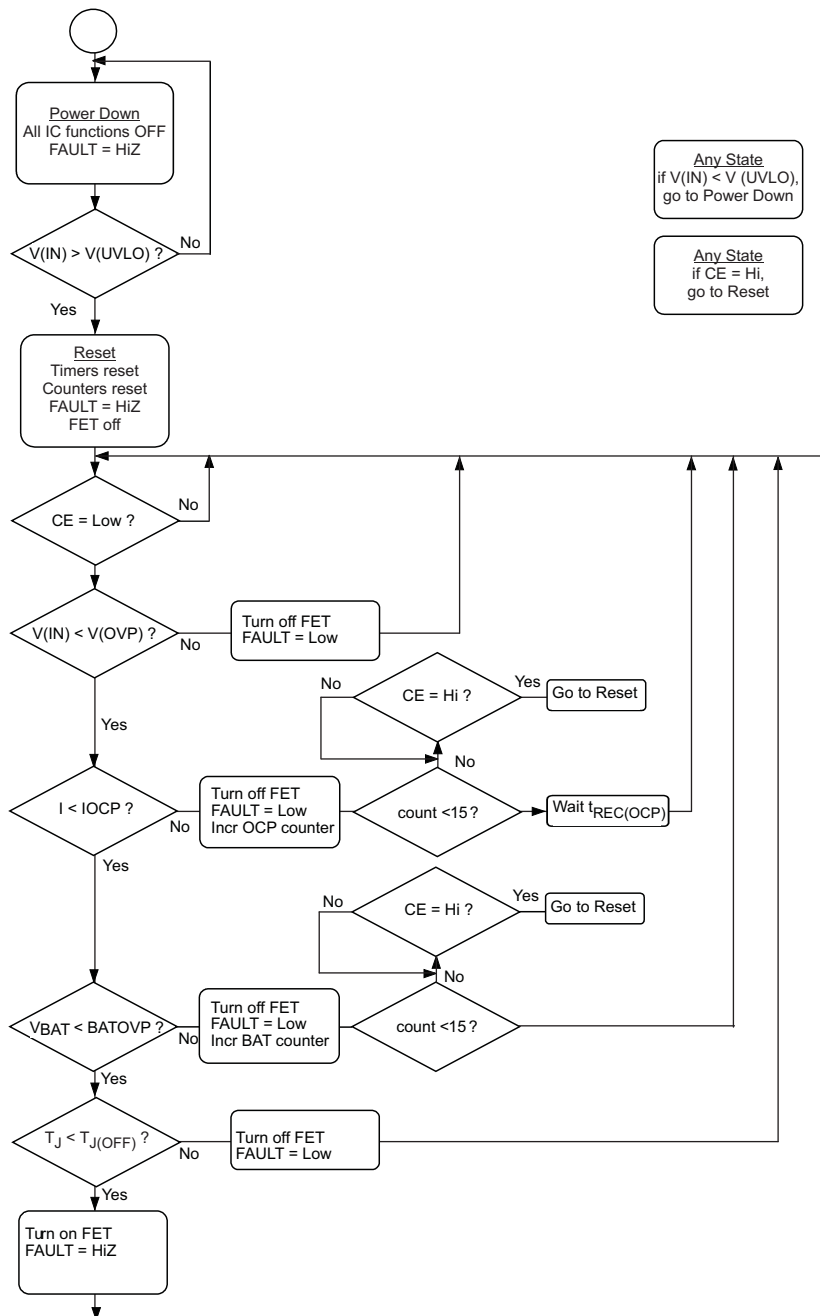 Power Down
All IC functions OFF
FAULT = HiZ
Any State
if V(IN) < V (UVLO),
go to Power Down
V(IN) > V(UVLO) ?
No
Any State
if CE = Hi,
go to Reset
Yes
Reset
Timers reset
Counters reset
FAULT = HiZ
FET off
CE = Low ?
No
V(IN) < V(OVP) ?
No
Turn off FET
FAULT = Low
Yes
No
CE = Hi ?
Yes
Go to Reset
No
I < IOCP ?
No
Turn off FET
FAULT = Low
Incr OCP counter
count <15 ?
Wait tREC(OCP)
Yes
No
CE = Hi ?
Yes
Go to Reset
No
VBAT < BATOVP ?
No
Turn off FET
FAULT = Low
Incr BAT counter
count <15 ?
Yes
TJ < TJ(OFF) ?
No
Turn off FET
FAULT = Low
Yes
Turn on FET
FAULT = HiZ